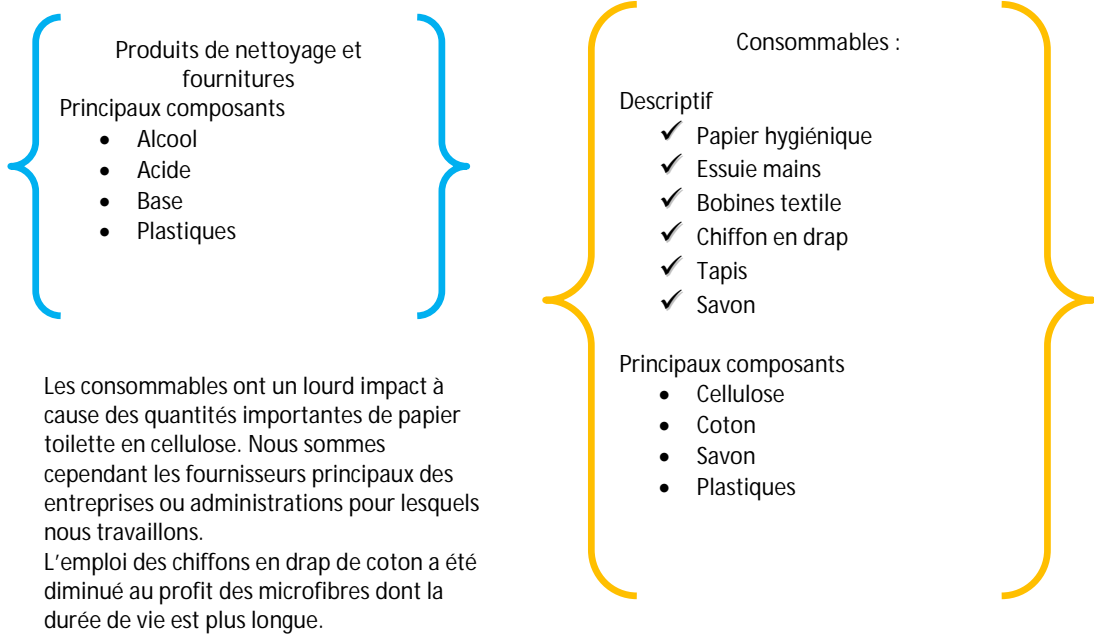 Produits de nettoyage et
fournitures
Principaux composants
• Alcool
• Acide
• Base
• Plastiques
Les consommables ont un lourd impact à
cause des quantités importantes de papier
toilette en cellulose. Nous sommes
cependant les fournisseurs principaux des
entreprises ou administrations pour lesquels
nous travaillons.
L'emploi des chiffons en drap de coton a été
diminué au profit des microfibres dont la
durée de vie est plus longue.
Consommables :
Descriptif
✓ Papier hygiénique
✓ Essuie mains
✓ Bobines textile
✓ Chiffon en drap
✓ Tapis
✓ Savon
Principaux composants
• Cellulose
• Coton
• Savon
• Plastiques